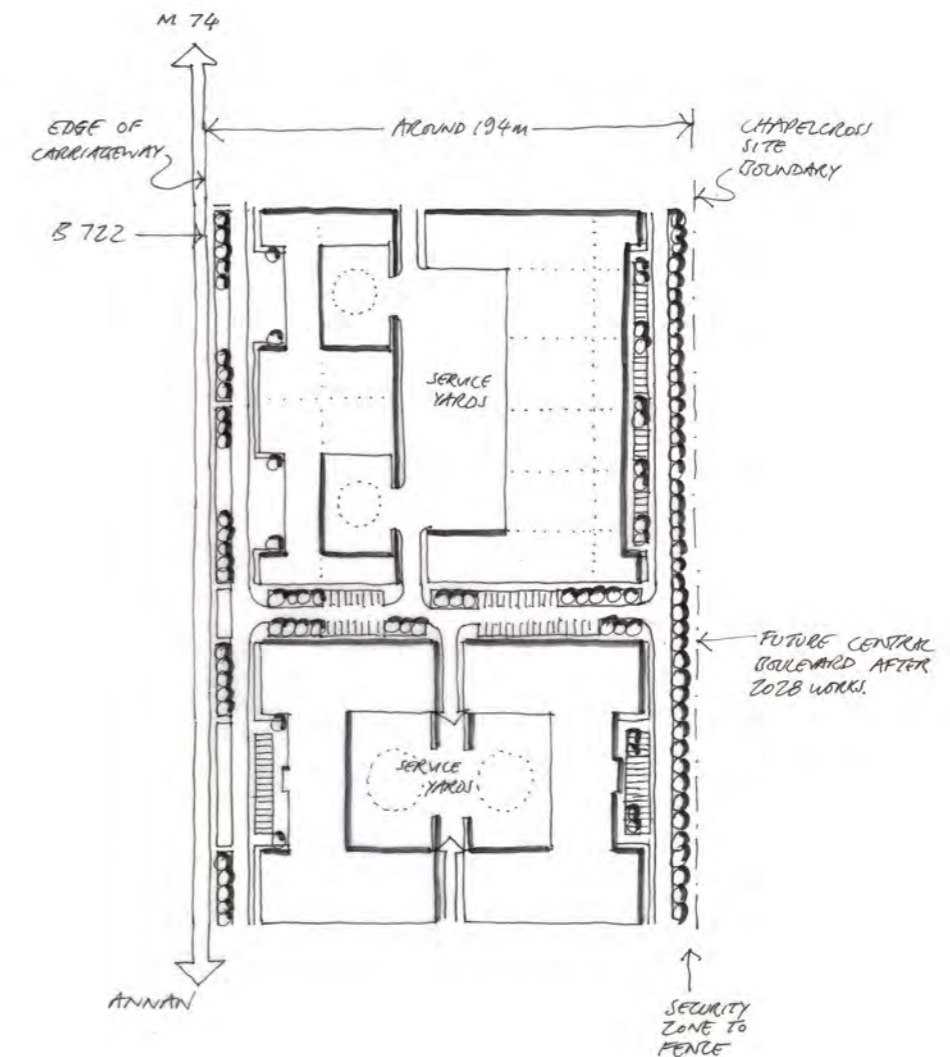 M 74
EDGE OF
CARRIAGEWAY
AROUND 194m
CHAPELCROSS
SITE
BOUNDARY
B 722
SERVICE
YARDS
FUTURE CENTRAL
BOULEVARD AFTER
2028 WORKS.
SERVICE
YARDS
ANNAN
SECURITY
ZONE TO
FENCE